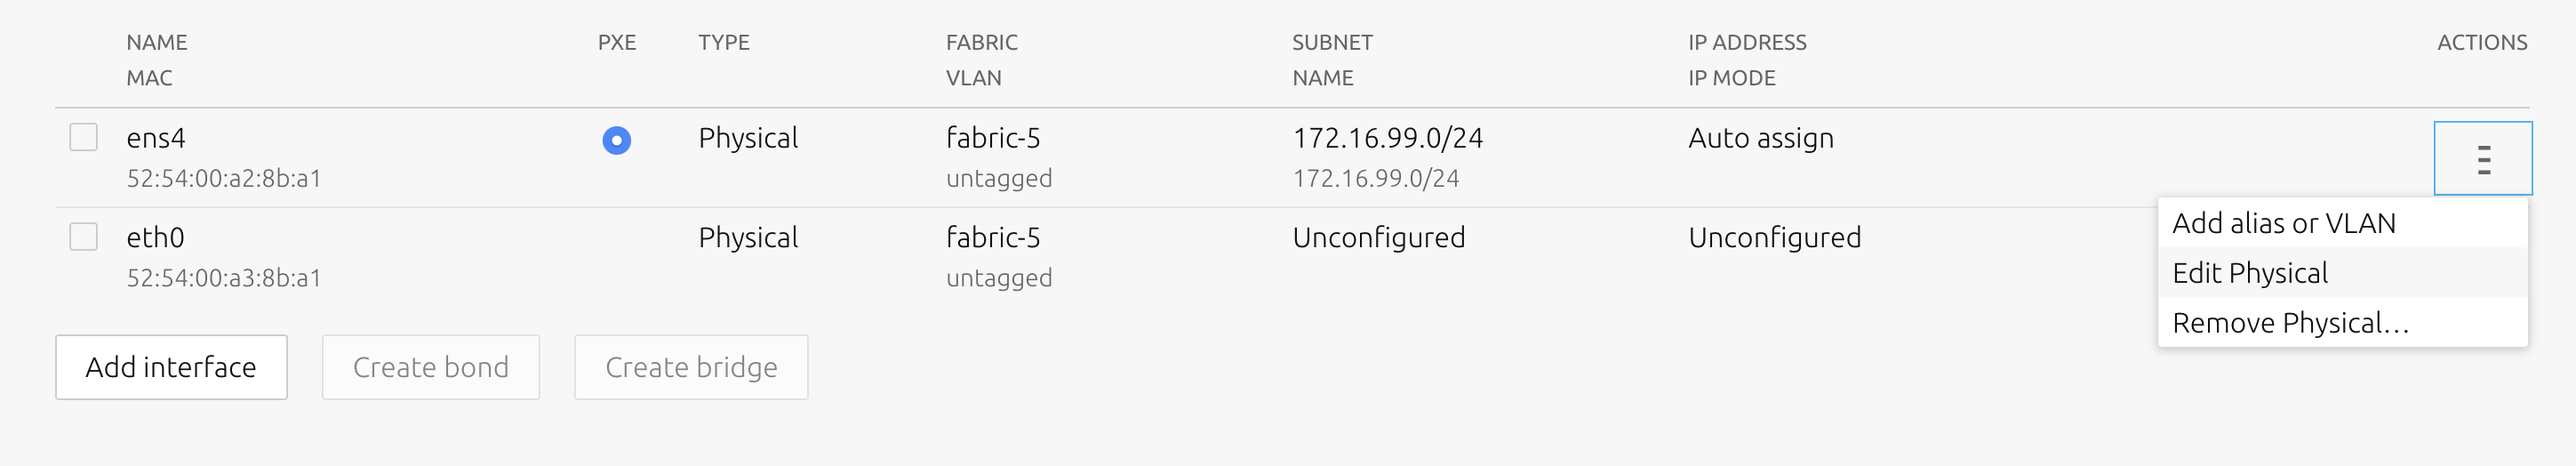 NAME PXE TYPE FABRIC SUBNET IP ADDRESS ACTIONS
MAC VLAN NAME IP MODE
ens4 Physical fabric-5 172.16.99.0/24 Auto assign
52:54:00:a2:8b:a1 untagged 172.16.99.0/24
eth0 Physical fabric-5 Unconfigured Unconfigured
52:54:00:a3:8b:a1 untagged
Add alias or VLAN
Edit Physical
Remove Physical...
Add interface Create bond Create bridge